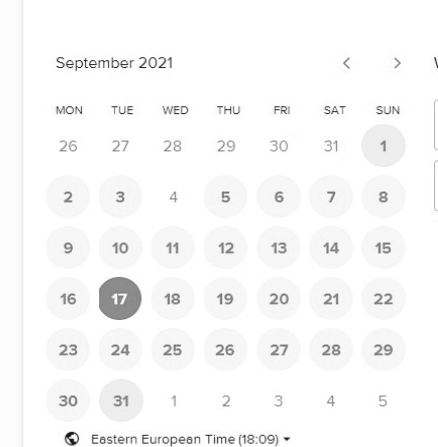 September 2021
MON TUE WED THU FRI SAT SUN
26 27 28 29 30 31 1
2 3 4 5 6 7 8
9 10 11 12 13 14 15
16 17 18 19 20 21 22
23 24 25 26 27 28 29
30 31 1 2 3 4 5
Eastern European Time (18:09)